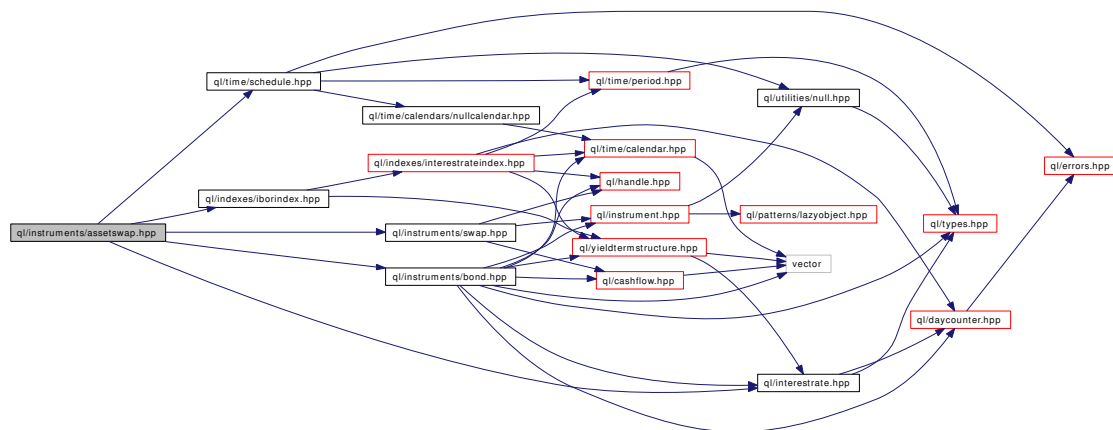 ql/instruments/assetswap.hpp
ql/time/schedule.hpp
ql/indexes/iborindex.hpp
ql/time/calendars/nullcalendar.hpp
ql/indexes/interestrateindex.hpp
ql/instruments/swap.hpp
ql/instruments/bond.hpp
ql/time/period.hpp
ql/time/calendar.hpp
ql/handle.hpp
ql/instrument.hpp
ql/yieldtermstructure.hpp
ql/cashflow.hpp
ql/utilities/null.hpp
ql/patterns/lazyobject.hpp
vector
ql/interestrate.hpp
ql/types.hpp
ql/daycounter.hpp
ql/errors.hpp